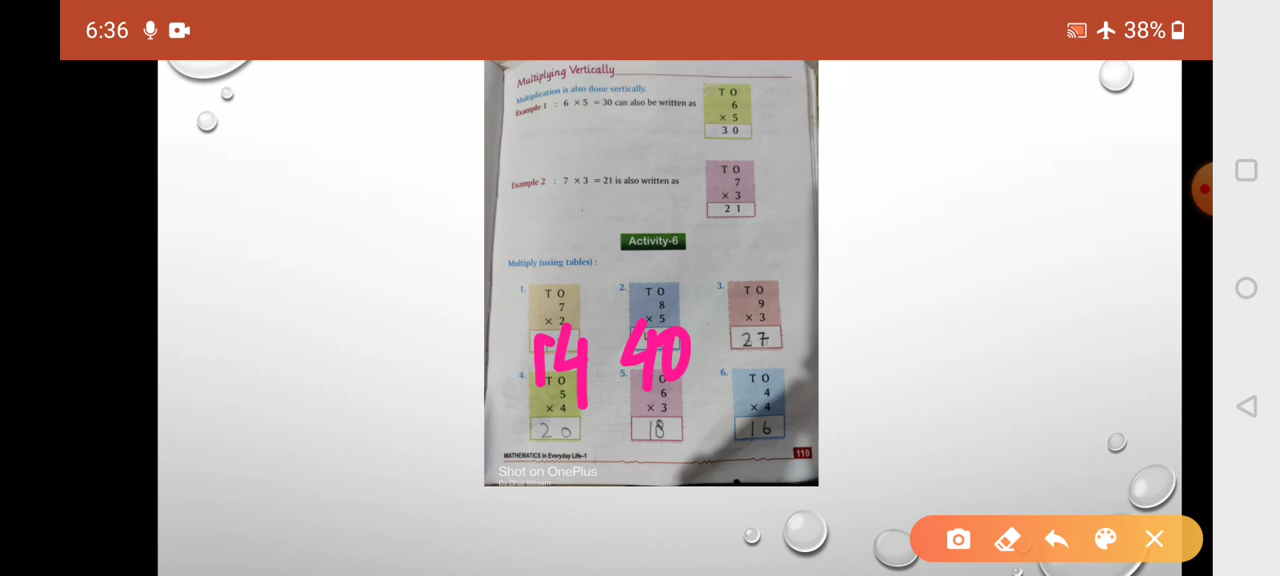 6:36
38%
Multiplying Vertically
Multiplication is also done vertically.
Example 1 : 6 × 5 = 30 can also be written as
T O
6
× 5
3 0
Example 2 : 7 × 3 = 21 is also written as
T O
7
× 3
2 1
Activity-6
Multiply (using tables) :
1. T O
7
× 2
14
2. T O
8
× 5
40
3. T O
9
× 3
27
4. T O
5
× 4
20
5. O
6
× 3
18
6. T O
4
× 4
16
MATHEMATICS in Everyday Life-1
119
Shot on OnePlus